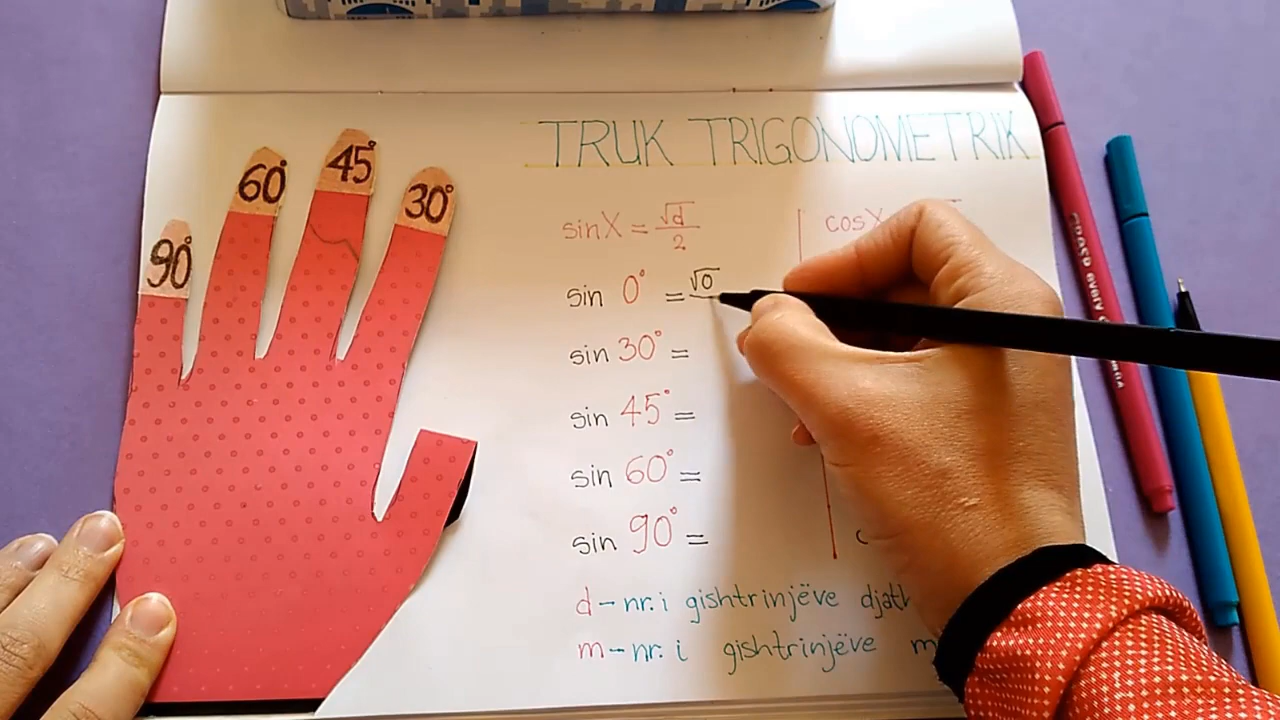 TRUK TRIGONOMETRIK
90° 60° 45° 30°
sinX = √d/2
cosX
sin 0° = √0
sin 30° =
sin 45° =
sin 60° =
sin 90° =
d – nr. i gishtrinjëve
m – nr. i gishtrinjëve